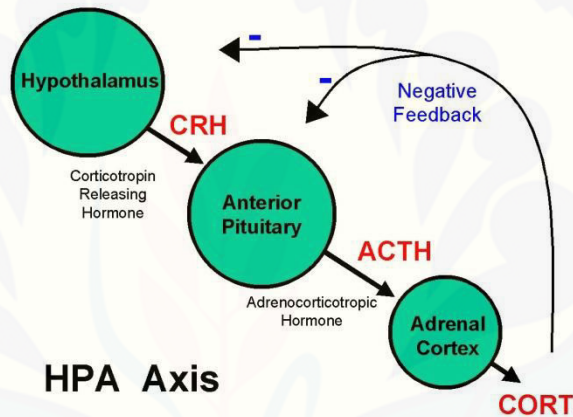 -
Hypothalamus
-
Negative
Feedback
CRH
Corticotropin
Releasing
Hormone
Anterior
Pituitary
ACTH
Adrenocorticotropic
Hormone
Adrenal
Cortex
HPA Axis
CORT